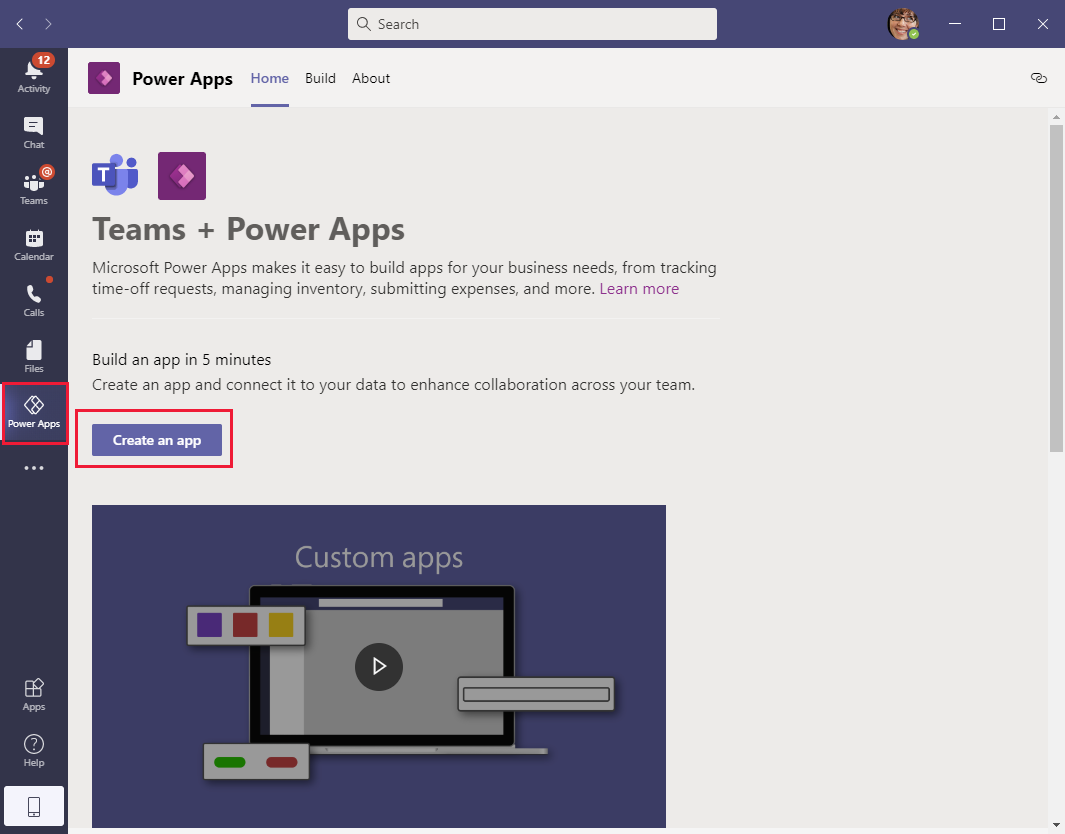 Search
12
Activity
Chat
@
Teams
Calendar
Calls
Files
Power Apps
Apps
Help
Power Apps
Home
Build
About
T
Teams + Power Apps
Microsoft Power Apps makes it easy to build apps for your business needs, from tracking
time-off requests, managing inventory, submitting expenses, and more. Learn more
Build an app in 5 minutes
Create an app and connect it to your data to enhance collaboration across your team.
Create an app
Custom apps